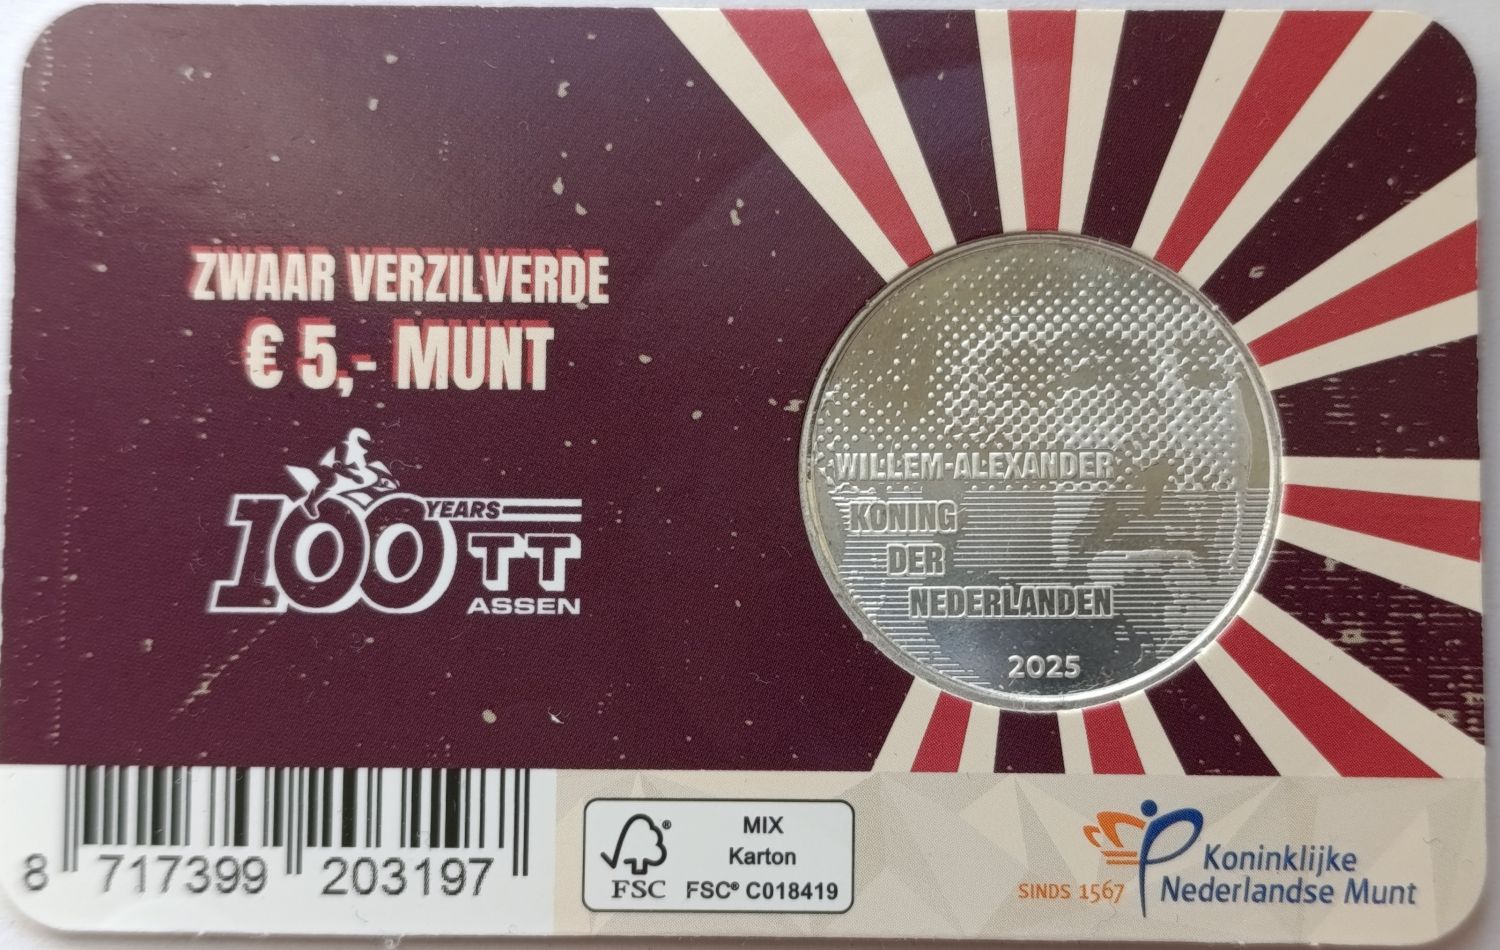 ZWAAR VERZILVERDE
€ 5,- MUNT
100 YEARS
TT
ASSEN
WILLEM-ALEXANDER
KONING
DER
NEDERLANDEN
2025
8 717399 203197
FSC®
MIX
Karton
FSC® C018419
SINDS 1567
Koninklijke
Nederlandse Munt